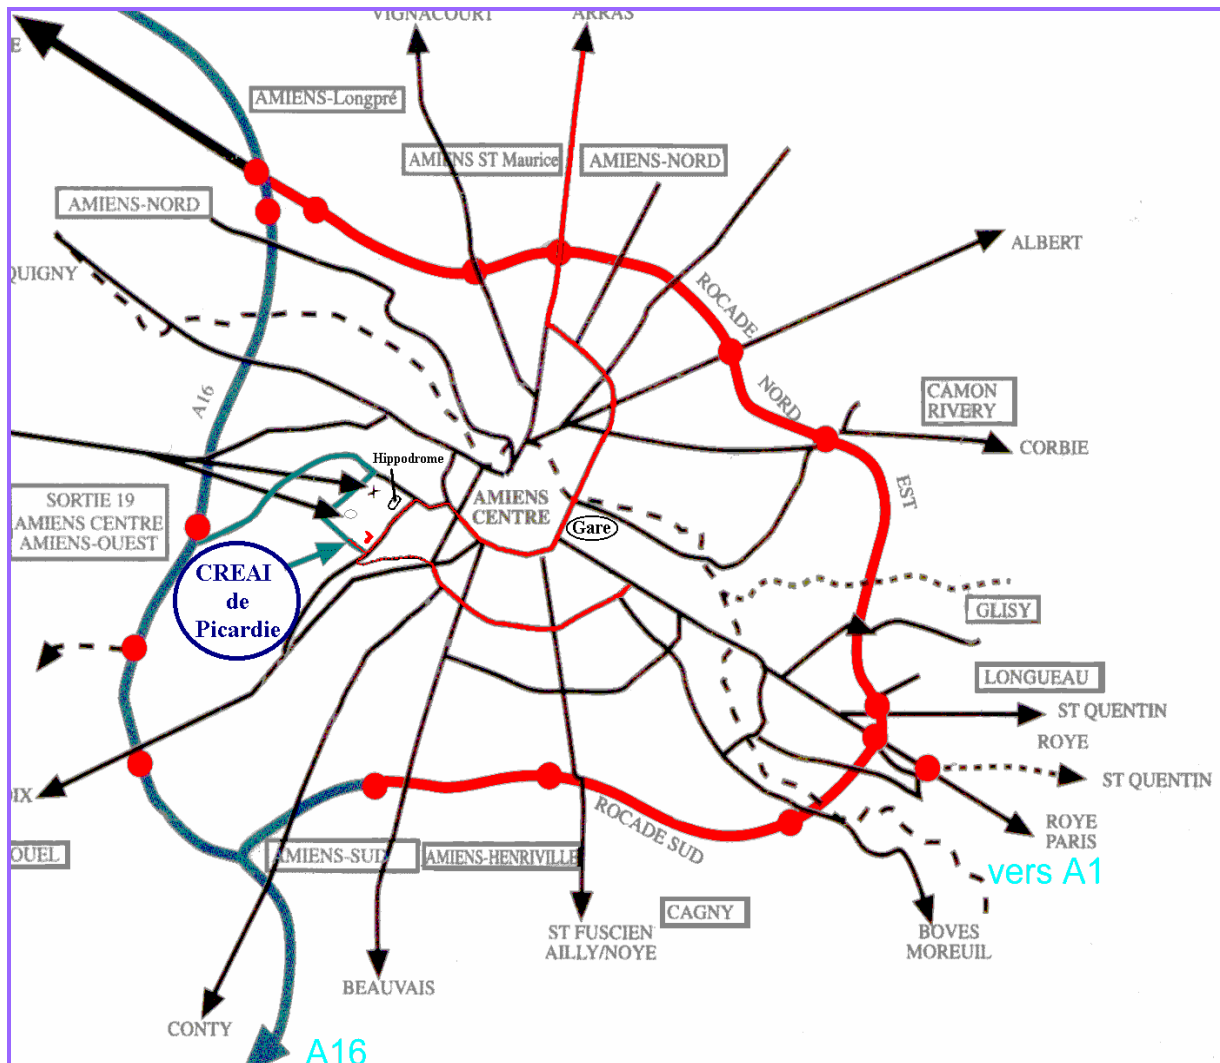 VIGNACOURT
ARRAS
E
AMIENS-Longpré
AMIENS ST Maurice
AMIENS-NORD
AMIENS-NORD
ALBERT
QUIGNY
ROCADE
NORD
EST
A16
CAMON
RIVERY
CORBIE
Hippodrome
SORTIE 19
AMIENS CENTRE
AMIENS-OUEST
AMIENS
CENTRE
Gare
CREAI
de
Picardie
GLISY
LONGUEAU
ST QUENTIN
ROYE
ST QUENTIN
OIX
ROCADE SUD
ROYE
PARIS
OUEL
AMIENS-SUD
AMIENS-HENRIVILLE
vers A1
CAGNY
ST FUSCIEN
AILLY/NOYE
BOVES
MOREUIL
BEAUVAIS
CONTY
A16